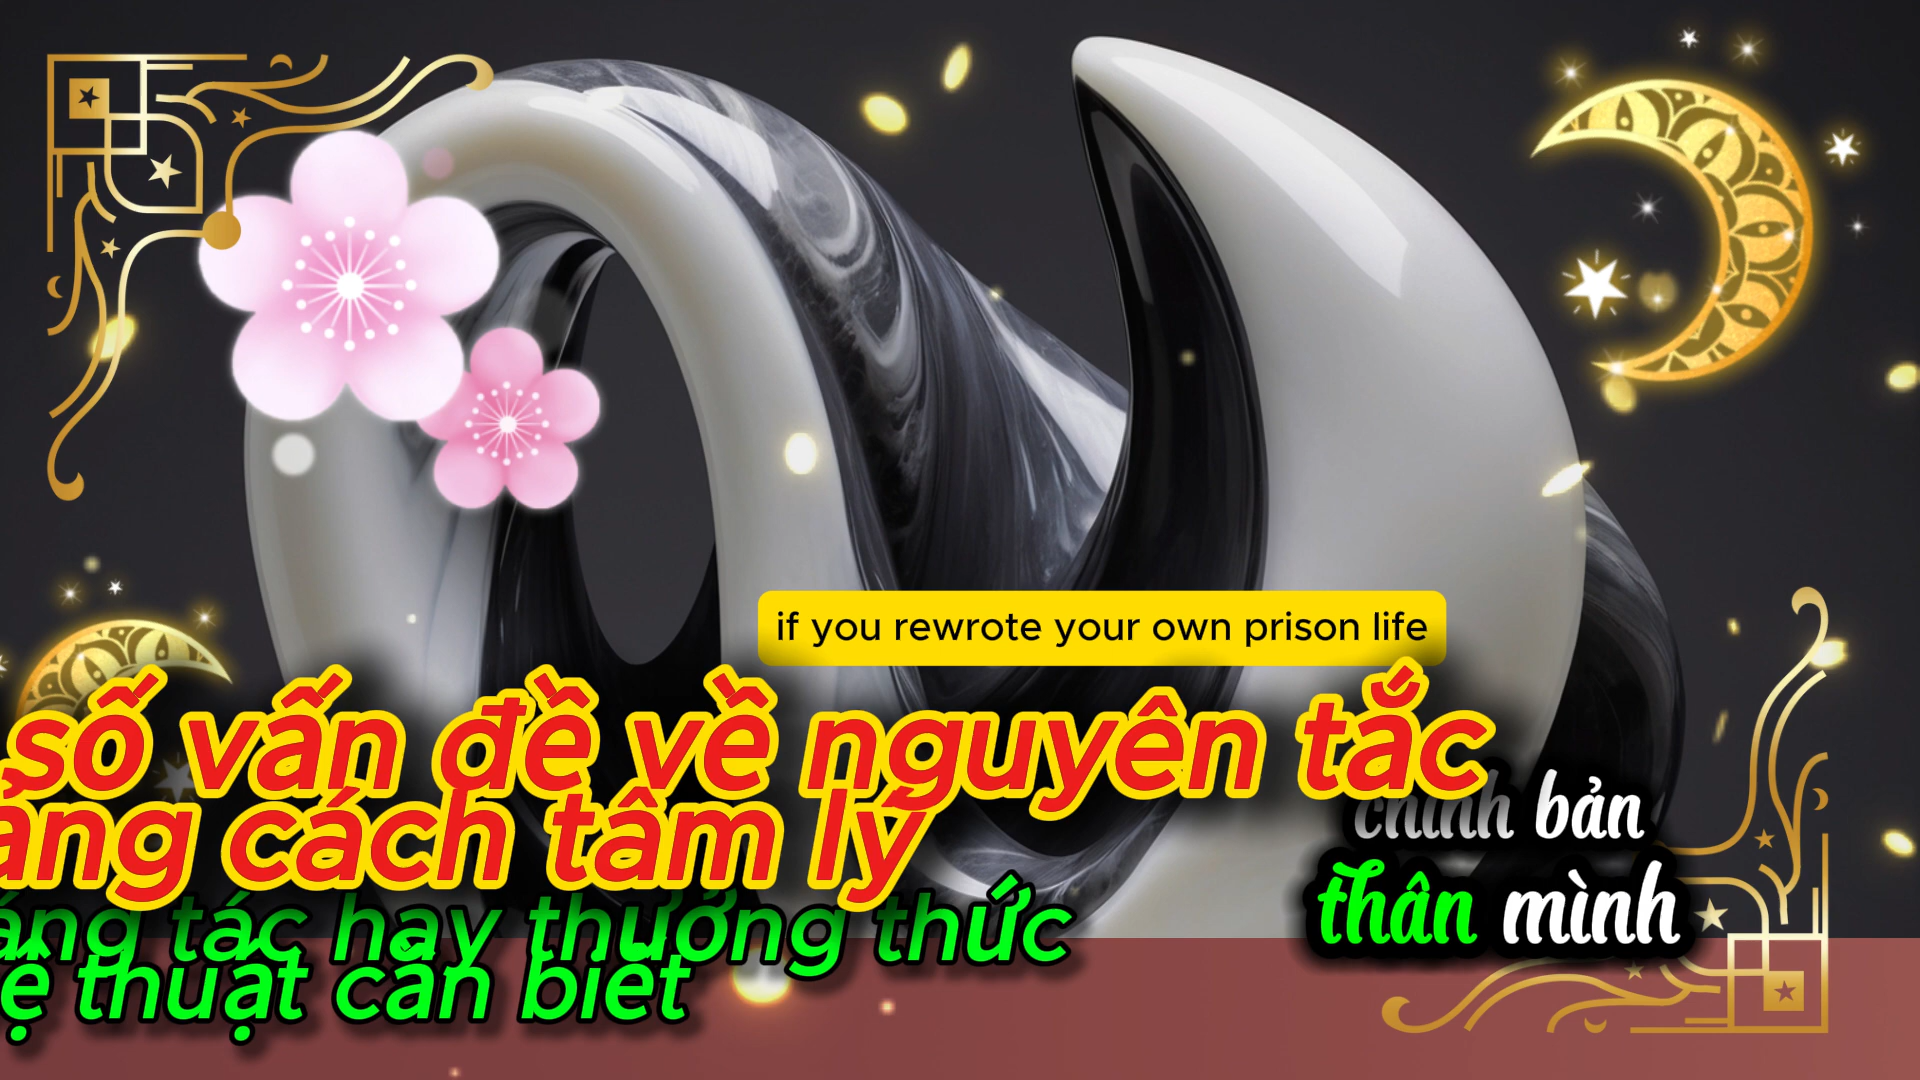 if you rewrote your own prison life
số vấn đề về nguyên tắc
cách tâm lý
chính bản
thân mình
tác hay thưởng thức
thuật cần biết